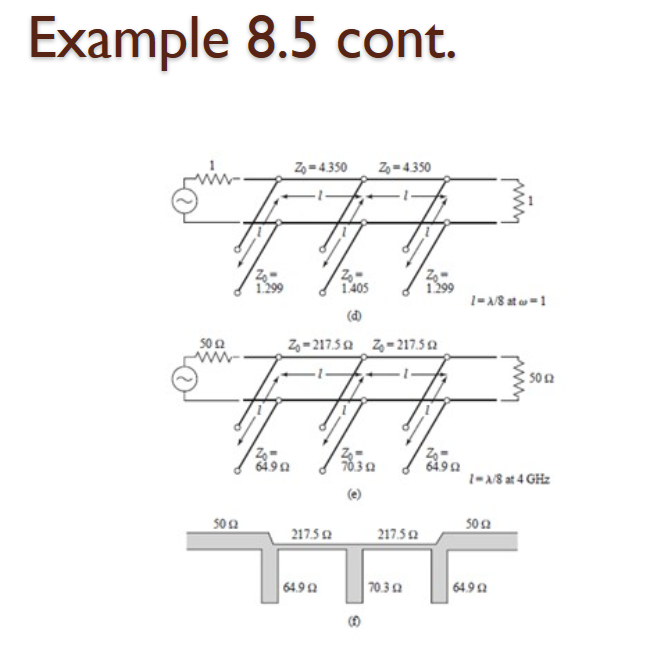 Example 8.5 cont.
1
Z₀ = 4.350
Z₀ = 4.350
l
l
1
l
l
l
Z₀ =
1.299
Z₀ =
1.405
Z₀ =
1.299
l = λ/8 at ω = 1
(d)
50 Ω
Z₀ = 217.5 Ω
Z₀ = 217.5 Ω
l
l
50 Ω
l
l
l
Z₀ =
64.9 Ω
Z₀ =
70.3 Ω
Z₀ =
64.9 Ω
l = λ/8 at 4 GHz
(e)
50 Ω
217.5 Ω
217.5 Ω
50 Ω
64.9 Ω
70.3 Ω
64.9 Ω
(f)